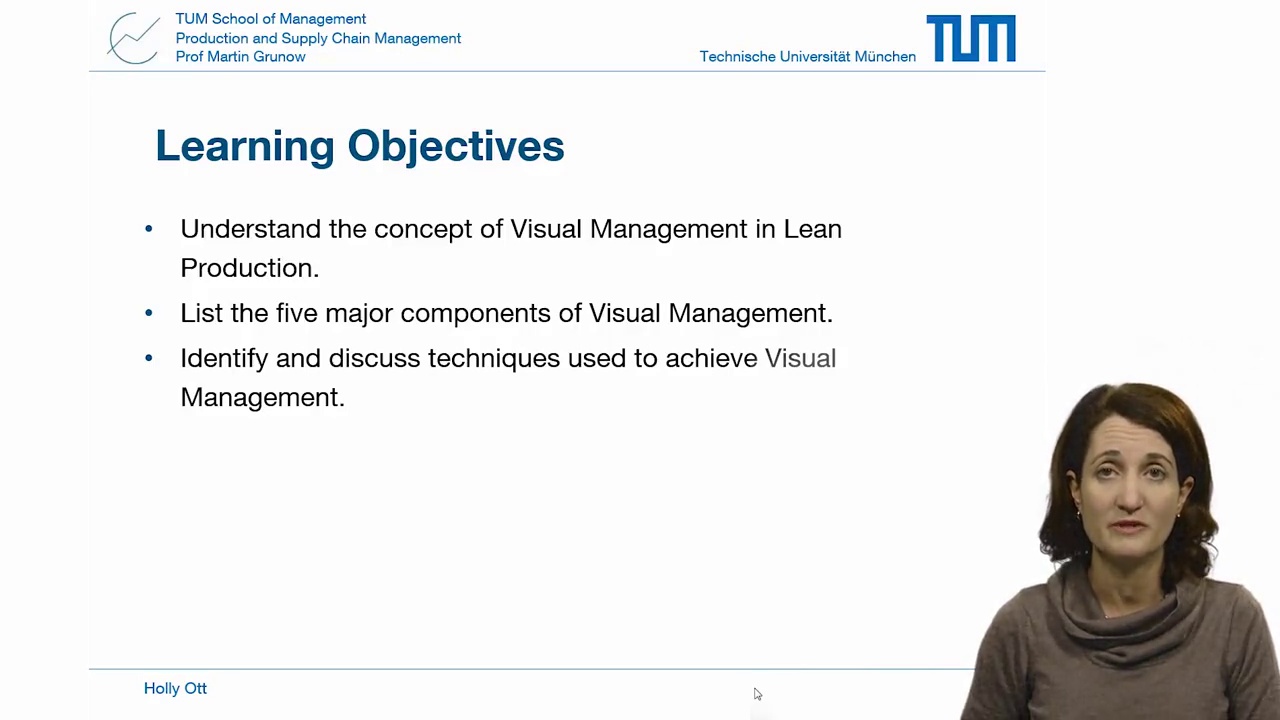 TUM School of Management
Production and Supply Chain Management
Prof Martin Grunow
Technische Universität München
TUM
Learning Objectives
• Understand the concept of Visual Management in Lean
Production.
• List the five major components of Visual Management.
• Identify and discuss techniques used to achieve Visual
Management.
Holly Ott